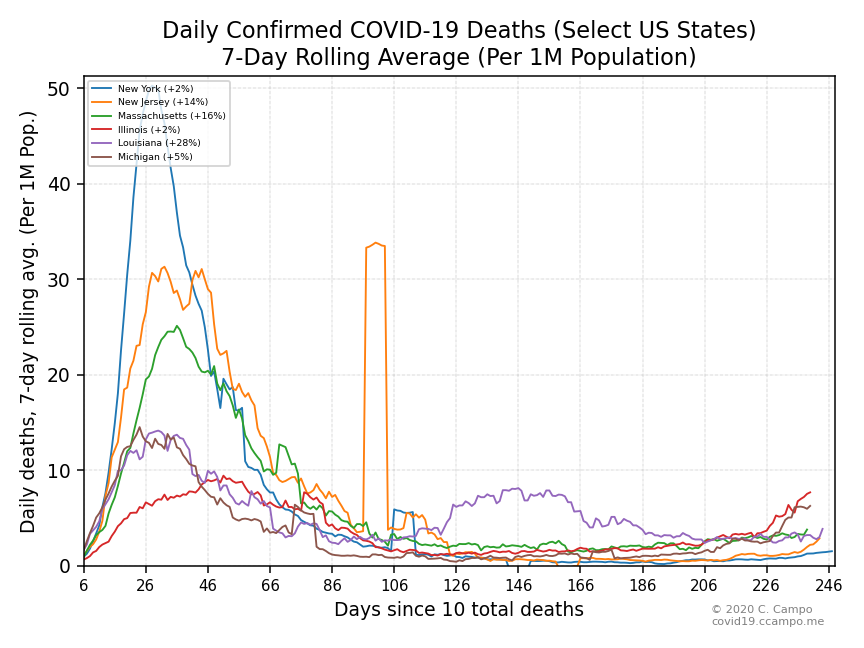 Daily Confirmed COVID-19 Deaths (Select US States)
7-Day Rolling Average (Per 1M Population)
Daily deaths, 7-day rolling avg. (Per 1M Pop.)
50
40
30
20
10
0
New York (+2%)
New Jersey (+14%)
Massachusetts (+16%)
Illinois (+2%)
Louisiana (+28%)
Michigan (+5%)
6 26 46 66 86 106 126 146 166 186 206 226 246
Days since 10 total deaths
© 2020 C. Campo
covid19.ccampo.me